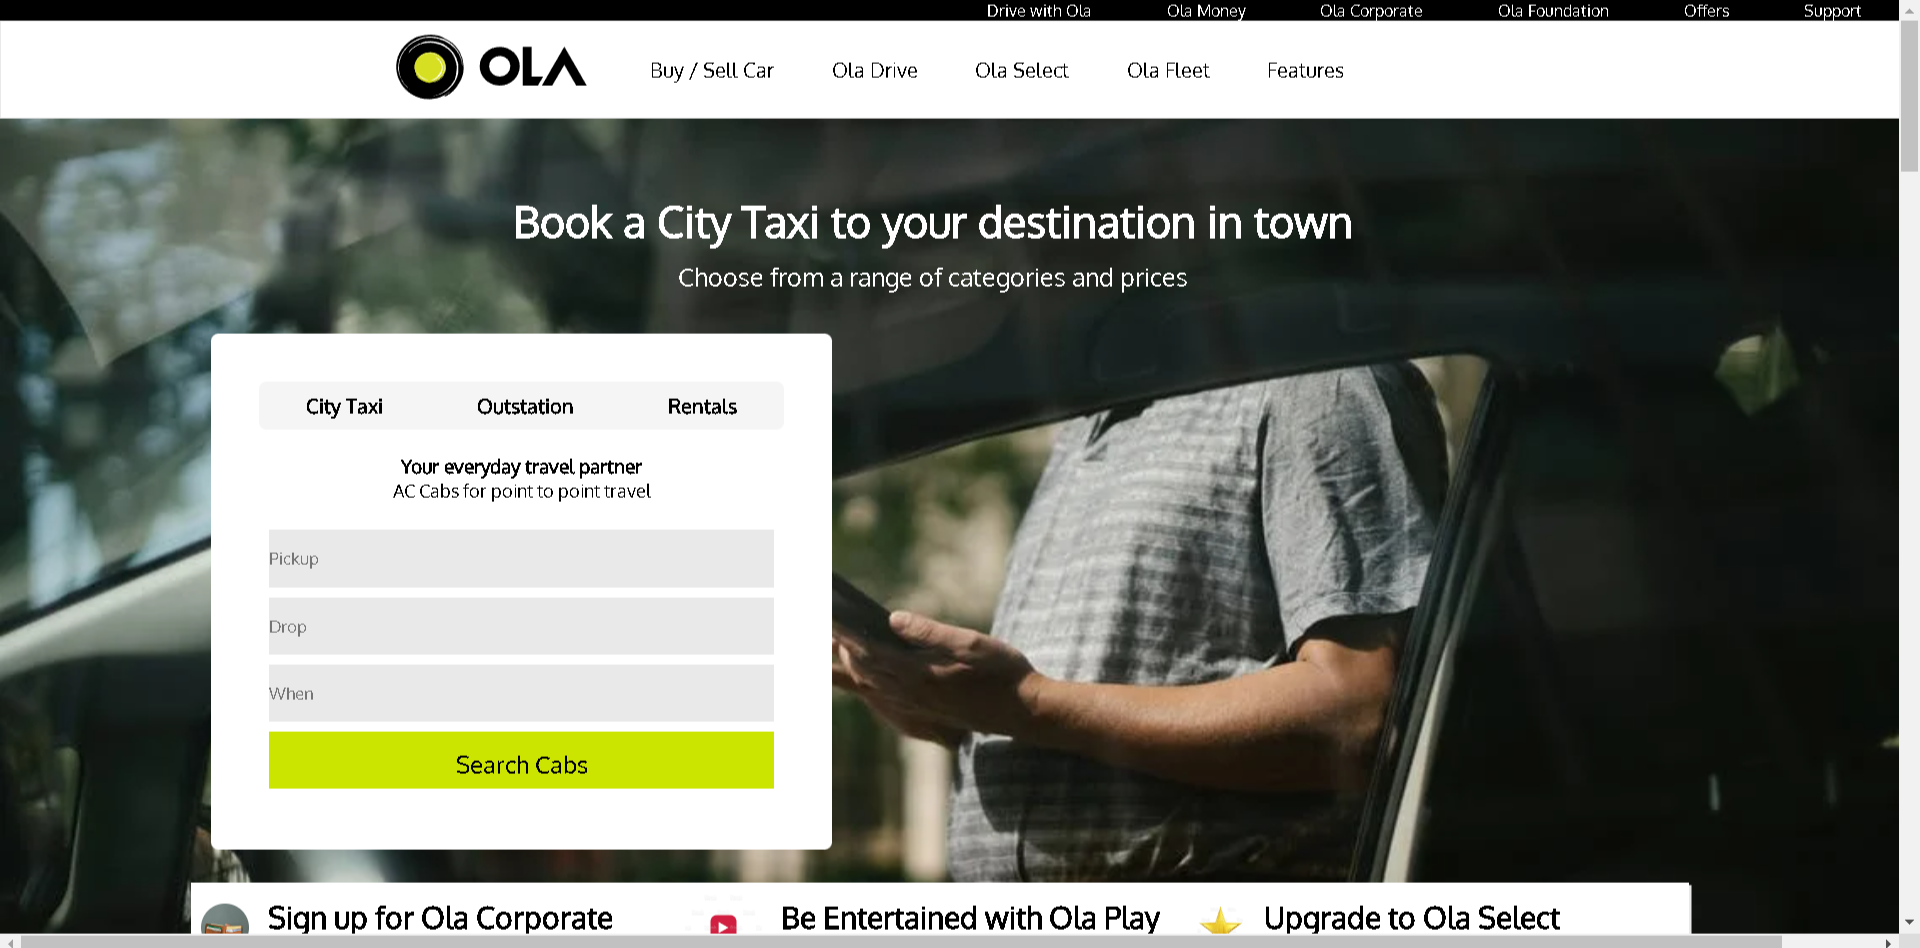 Drive with Ola Ola Money Ola Corporate Ola Foundation Offers Support
OLA Buy / Sell Car Ola Drive Ola Select Ola Fleet Features
Book a City Taxi to your destination in town
Choose from a range of categories and prices
City Taxi Outstation Rentals
Your everyday travel partner
AC Cabs for point to point travel
Pickup
Drop
When
Search Cabs
Sign up for Ola Corporate Be Entertained with Ola Play Upgrade to Ola Select